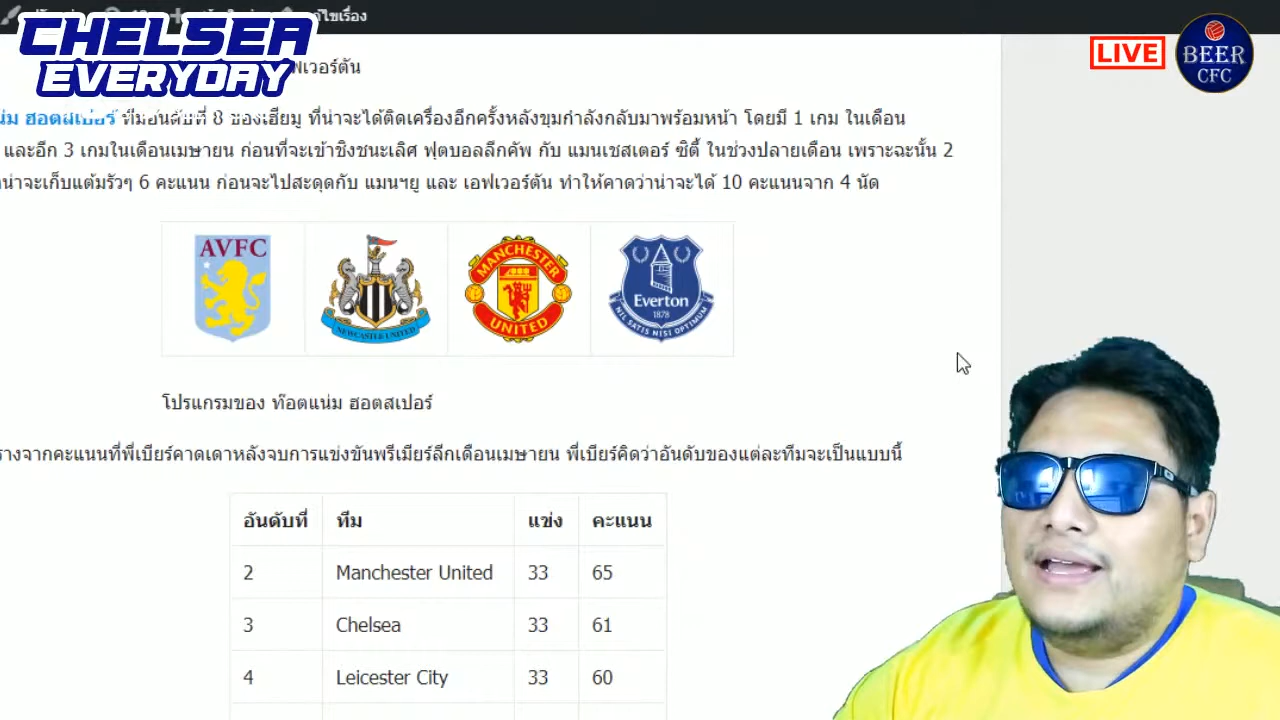 แก้ไขเรื่อง
CHELSEA
EVERYDAY
LIVE
BEER
CFC
เฟเวอร์ตัน
ฮอตสเปอร์ ทีมอันดับที่ 8 ของเฮียมู ที่น่าจะได้ติดเครื่องอีกครั้งหลังขุมกำลังกลับมาพร้อมหน้า โดยมี 1 เกม ในเดือน
และอีก 3 เกมในเดือนเมษายน ก่อนที่จะเข้าชิงชนะเลิศ ฟุตบอลลีกคัพ กับ แมนเชสเตอร์ ซิตี้ ในช่วงปลายเดือน เพราะฉะนั้น 2
น่าจะเก็บแต้มรัวๆ 6 คะแนน ก่อนจะไปสะดุดกับ แมนฯยู และ เอฟเวอร์ตัน ทำให้คาดว่าน่าจะได้ 10 คะแนนจาก 4 นัด
AVFC
NEWCASTLE UNITED
MANCHESTER
UNITED
Everton
1878
NIL SATIS NISI OPTIMUM
โปรแกรมของ ท๊อตแน่ม ฮอตสเปอร์
รางจากคะแนนที่พี่เบียร์คาดเดาหลังจบการแข่งขันพรีเมียร์ลีกเดือนเมษายน พี่เบียร์คิดว่าอันดับของแต่ละทีมจะเป็นแบบนี้
อันดับที่ ทีม แข่ง คะแนน
2 Manchester United 33 65
3 Chelsea 33 61
4 Leicester City 33 60